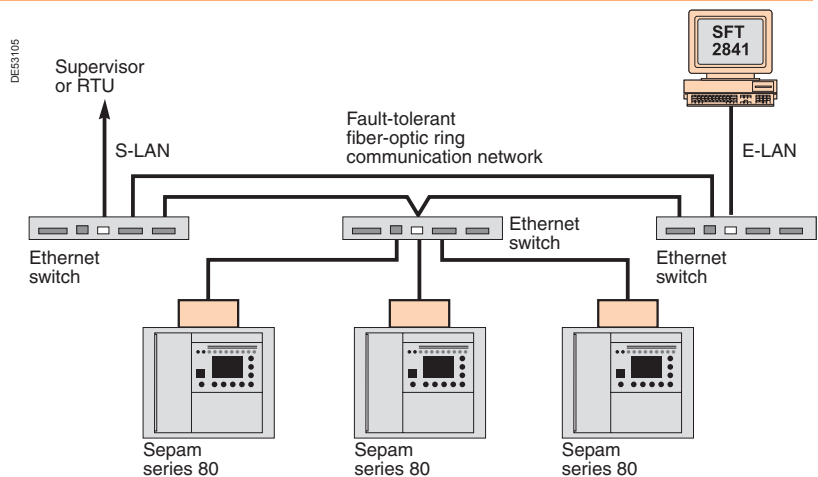 DE53105
Supervisor
or RTU
S-LAN
Fault-tolerant
fiber-optic ring
communication network
SFT
2841
E-LAN
Ethernet
switch
Ethernet
switch
Ethernet
switch
Sepam
series 80
Sepam
series 80
Sepam
series 80